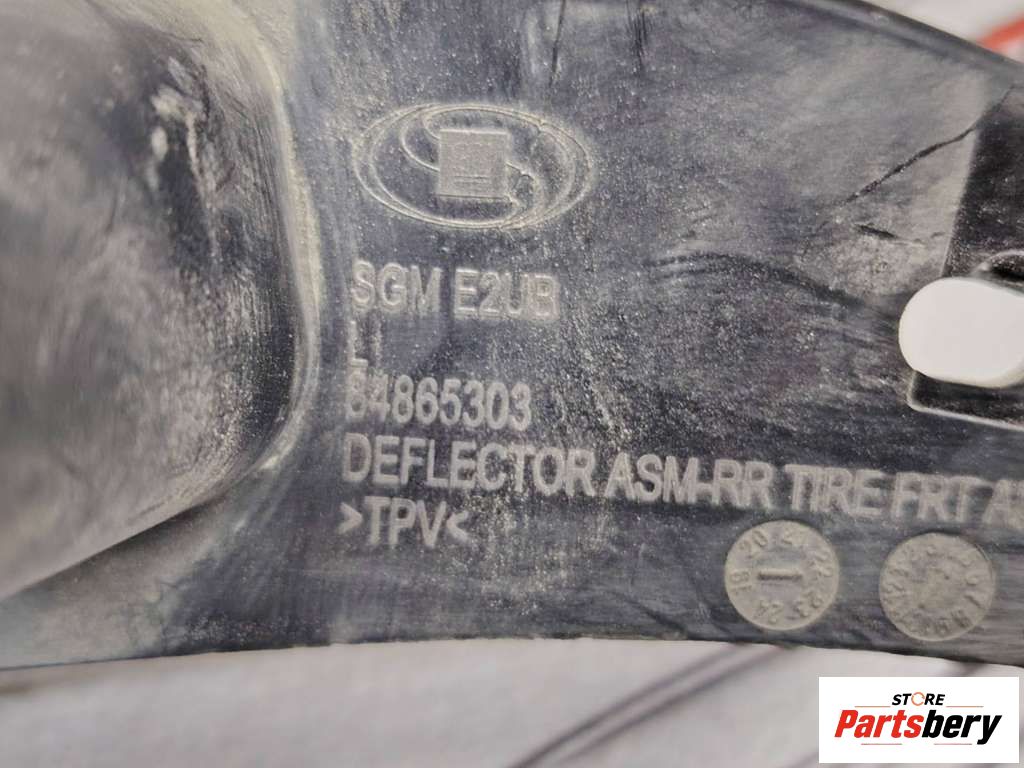 SGM E2UB
L
84865303
DEFLECTOR ASM-RR TIRE FRT
>TPV<
STORE
Partsbery